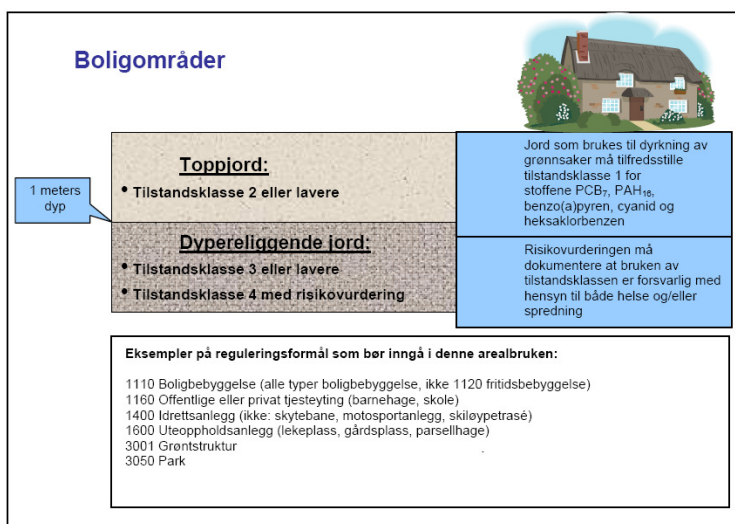 Boligområder
Toppjord:
• Tilstandsklasse 2 eller lavere
Jord som brukes til dyrkning av
grønnsaker må tilfredsstille
tilstandsklasse 1 for
stoffene PCB₇, PAH₁₆,
benzo(a)pyren, cyanid og
heksaklorbenzen
1 meters
dyp
Dypereliggende jord:
• Tilstandsklasse 3 eller lavere
• Tilstandsklasse 4 med risikovurdering
Risikovurderingen må
dokumentere at bruken av
tilstandsklassen er forsvarlig med
hensyn til både helse og/eller
spredning
Eksempler på reguleringsformål som bør inngå i denne arealbruken:
1110 Boligbebyggelse (alle typer boligbebyggelse, ikke 1120 fritidsbebyggelse)
1160 Offentlige eller privat tjesteyting (barnehage, skole)
1400 Idrettsanlegg (ikke: skytebane, motosportanlegg, skiløypetrasé)
1600 Uteoppholdsanlegg (lekeplass, gårdsplass, parsellhage)
3001 Grøntstruktur
3050 Park